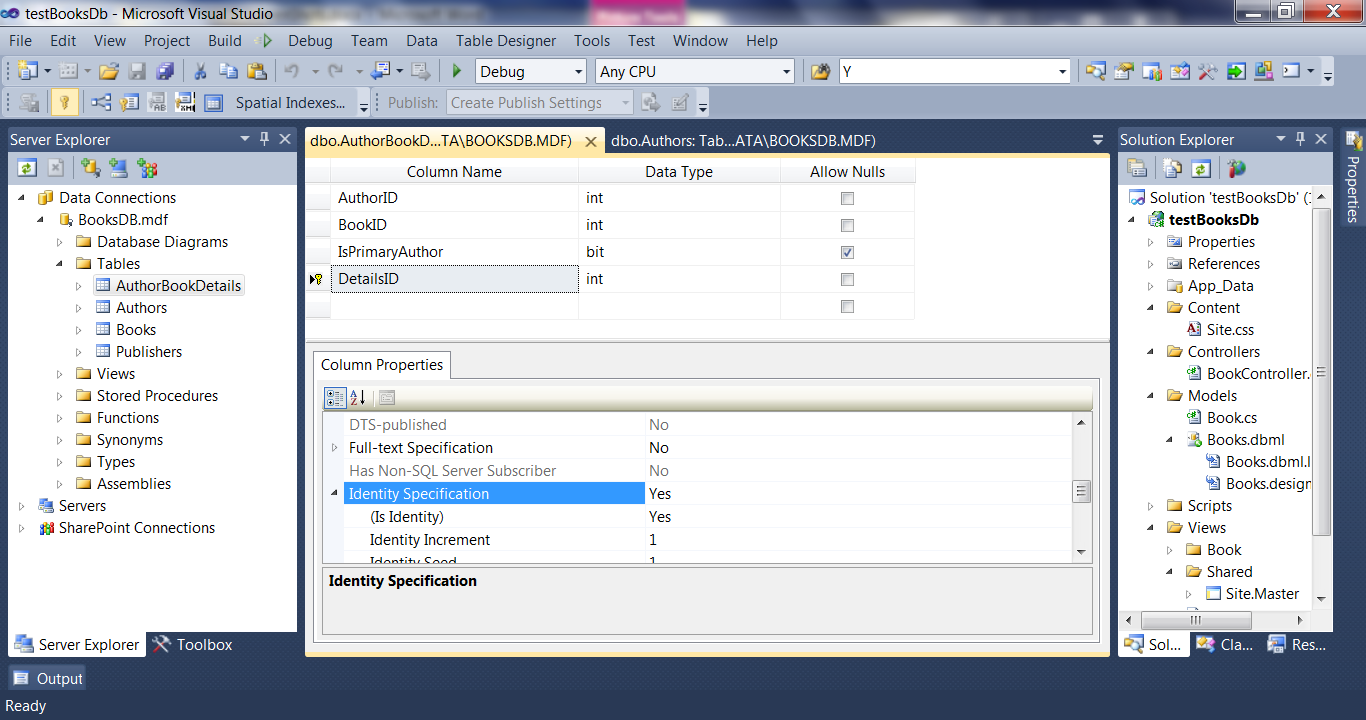 testBooksDb - Microsoft Visual Studio
File Edit View Project Build Debug Team Data Table Designer Tools Test Window Help
Debug Any CPU Y
Spatial Indexes... Publish: Create Publish Settings
Server Explorer
Data Connections
BooksDB.mdf
Database Diagrams
Tables
AuthorBookDetails
Authors
Books
Publishers
Views
Stored Procedures
Functions
Synonyms
Types
Assemblies
Servers
SharePoint Connections
Server Explorer Toolbox
dbo.AuthorBookD...TA\BOOKSDB.MDF) dbo.Authors: Tab...ATA\BOOKSDB.MDF)
Column Name Data Type Allow Nulls
AuthorID int
BookID int
IsPrimaryAuthor bit
DetailsID int
Column Properties
DTS-published No
Full-text Specification No
Has Non-SQL Server Subscriber No
Identity Specification Yes
(Is Identity) Yes
Identity Increment 1
Identity Seed 1
Identity Specification
Solution Explorer
Solution 'testBooksDb' (1
testBooksDb
Properties
References
App_Data
Content
Site.css
Controllers
BookController.
Models
Book.cs
Books.dbml
Books.dbml.l
Books.design
Scripts
Views
Book
Shared
Site.Master
Sol... Cla... Res...
Properties
Output
Ready